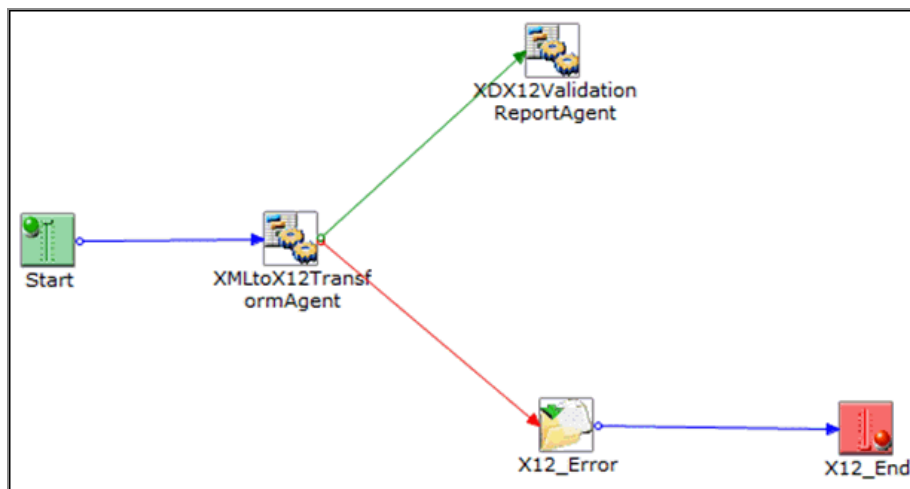 XDX12Validation
ReportAgent
Start
XMLtoX12Transf
ormAgent
X12_Error
X12_End